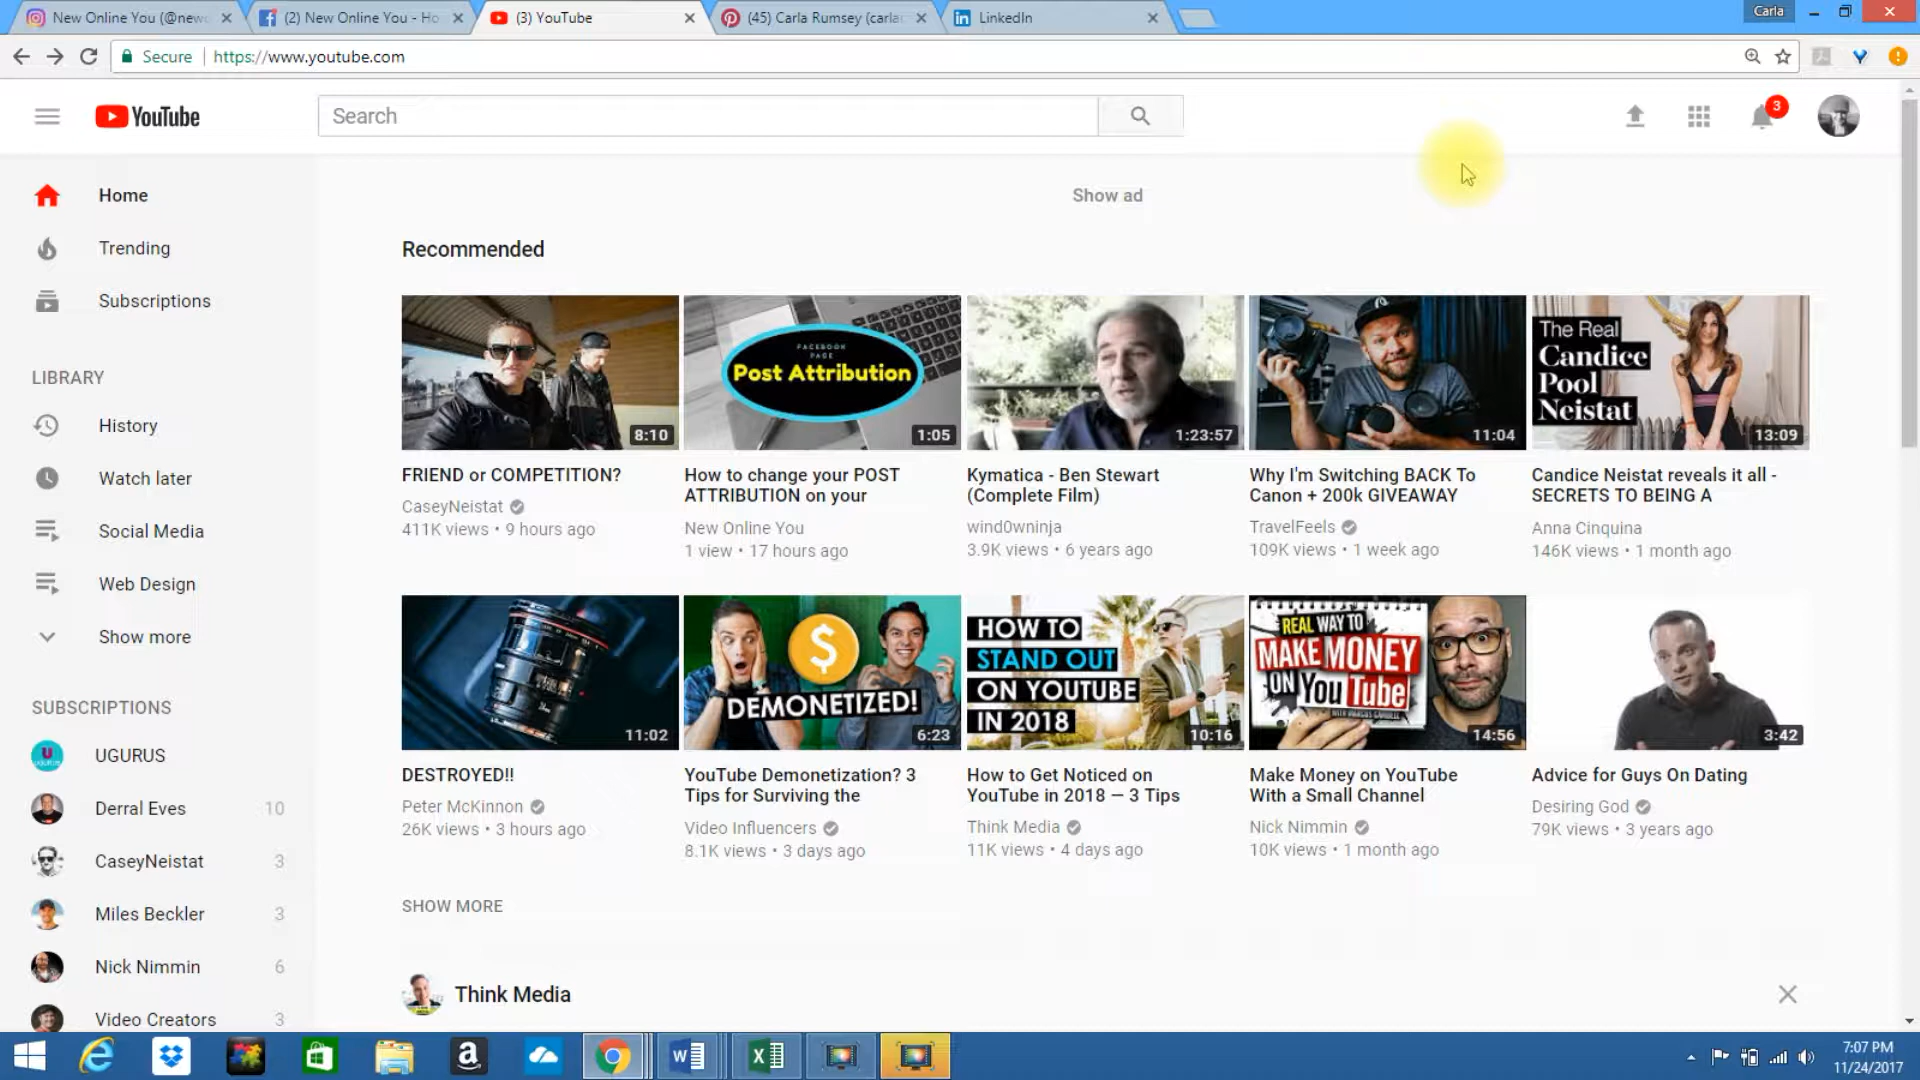 New Online You (@newo
(2) New Online You - Ho
(3) YouTube
(45) Carla Rumsey (carla
LinkedIn
Carla
Secure
https://www.youtube.com
YouTube
Search
3
Home
Trending
Subscriptions
LIBRARY
History
Watch later
Social Media
Web Design
Show more
SUBSCRIPTIONS
UGURUS
Derral Eves 10
CaseyNeistat 3
Miles Beckler 3
Nick Nimmin 6
Video Creators 3
Show ad
Recommended
8:10
FRIEND or COMPETITION?
CaseyNeistat
411K views • 9 hours ago
FACEBOOK
PAGE
Post Attribution
1:05
How to change your POST
ATTRIBUTION on your
New Online You
1 view • 17 hours ago
1:23:57
Kymatica - Ben Stewart
(Complete Film)
wind0wninja
3.9K views • 6 years ago
11:04
Why I'm Switching BACK To
Canon + 200k GIVEAWAY
TravelFeels
109K views • 1 week ago
The Real
Candice
Pool
Neistat
13:09
Candice Neistat reveals it all -
SECRETS TO BEING A
Anna Cinquina
146K views • 1 month ago
11:02
DESTROYED!!
Peter McKinnon
26K views • 3 hours ago
$
DEMONETIZED!
6:23
YouTube Demonetization? 3
Tips for Surviving the
Video Influencers
8.1K views • 3 days ago
HOW TO
STAND OUT
ON YOUTUBE
IN 2018
10:16
How to Get Noticed on
YouTube in 2018 — 3 Tips
Think Media
11K views • 4 days ago
REAL WAY TO
MAKE MONEY
ON YouTube
14:56
Make Money on YouTube
With a Small Channel
Nick Nimmin
10K views • 1 month ago
3:42
Advice for Guys On Dating
Desiring God
79K views • 3 years ago
SHOW MORE
Think Media
7:07 PM
11/24/2017